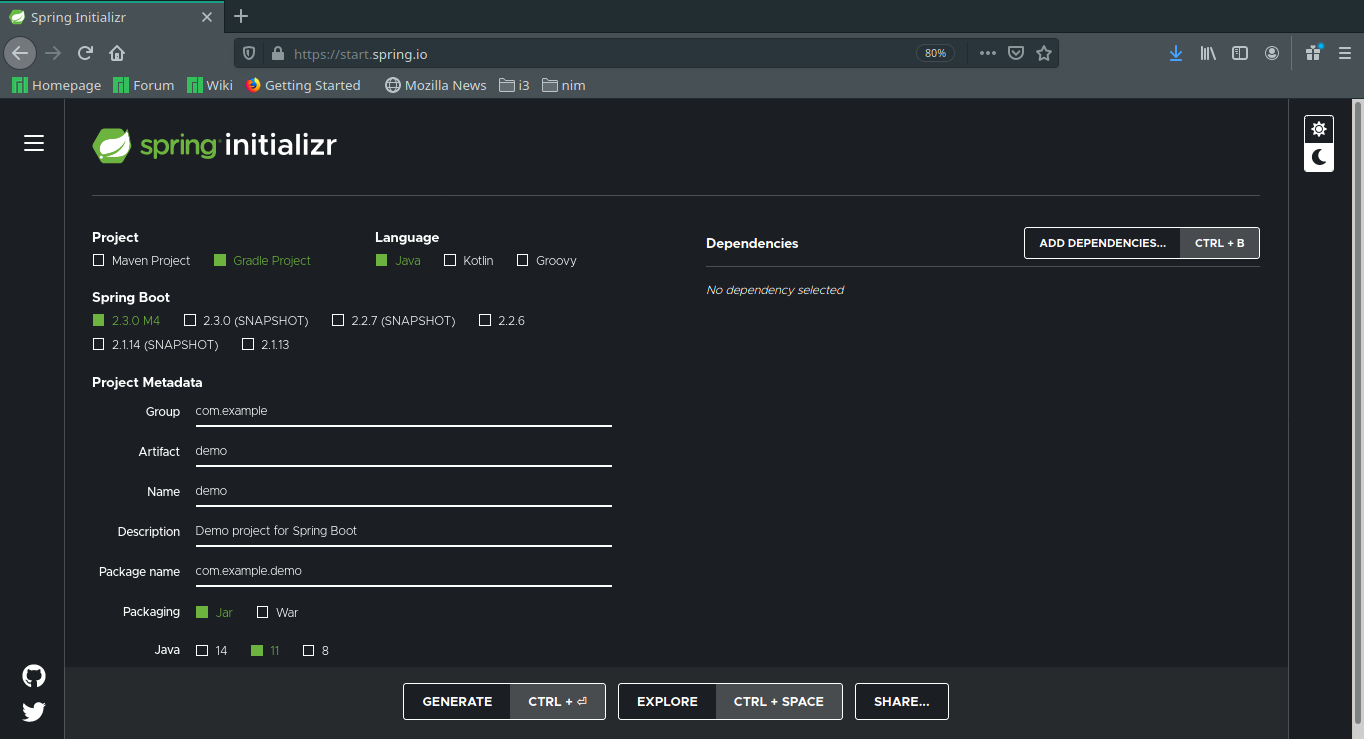 Spring Initializr
https://start.spring.io
80%
Homepage Forum Wiki Getting Started Mozilla News i3 nim
spring initializr
Project
Maven Project Gradle Project
Language
Java Kotlin Groovy
Spring Boot
2.3.0 M4 2.3.0 (SNAPSHOT) 2.2.7 (SNAPSHOT) 2.2.6
2.1.14 (SNAPSHOT) 2.1.13
Project Metadata
Group com.example
Artifact demo
Name demo
Description Demo project for Spring Boot
Package name com.example.demo
Packaging Jar War
Java 14 11 8
Dependencies
ADD DEPENDENCIES... CTRL + B
No dependency selected
GENERATE CTRL + ⏎ EXPLORE CTRL + SPACE SHARE...